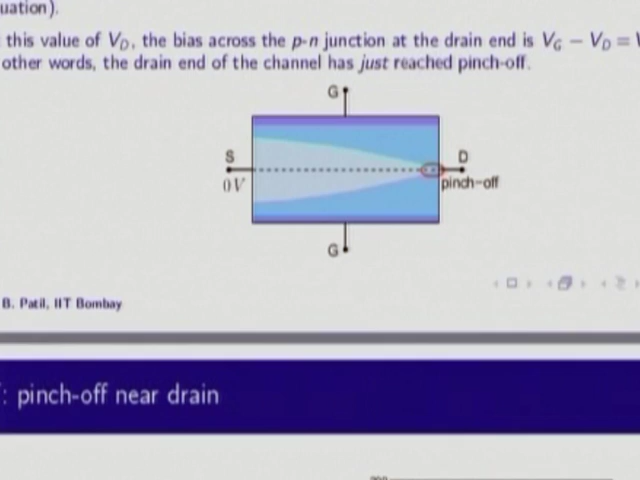 uation).
this value of V_D, the bias across the p-n junction at the drain end is V_G − V_D =
other words, the drain end of the channel has just reached pinch-off.
G
S
D
0 V
pinch-off
G
B. Patil, IIT Bombay
: pinch-off near drain